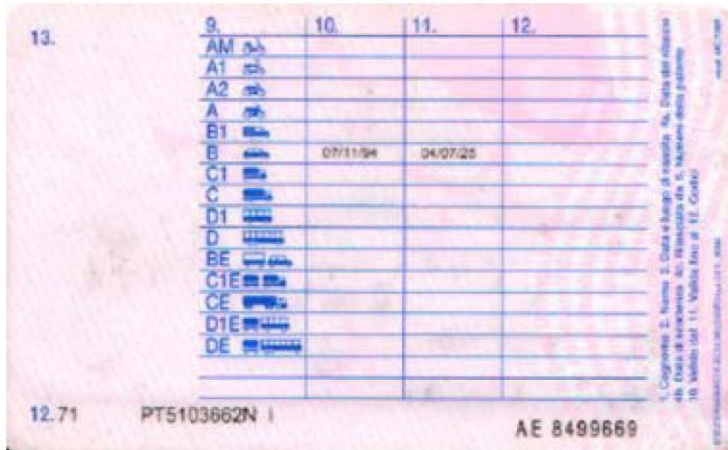 13.
9. 10. 11. 12.
AM
A1
A2
A
B1
B 07/11/94 04/07/25
C1
C
D1
D
BE
C1E
CE
D1E
DE
12.71 PT5103662N I
AE 8499669
1. Cognome 2. Nome 3. Data e luogo di nascita 4a. Data del rilascio
4b. Data di scadenza 4c. Rilasciata da 5. Numero della patente
10. Valido dal 11. Valida fino al 12. Codici